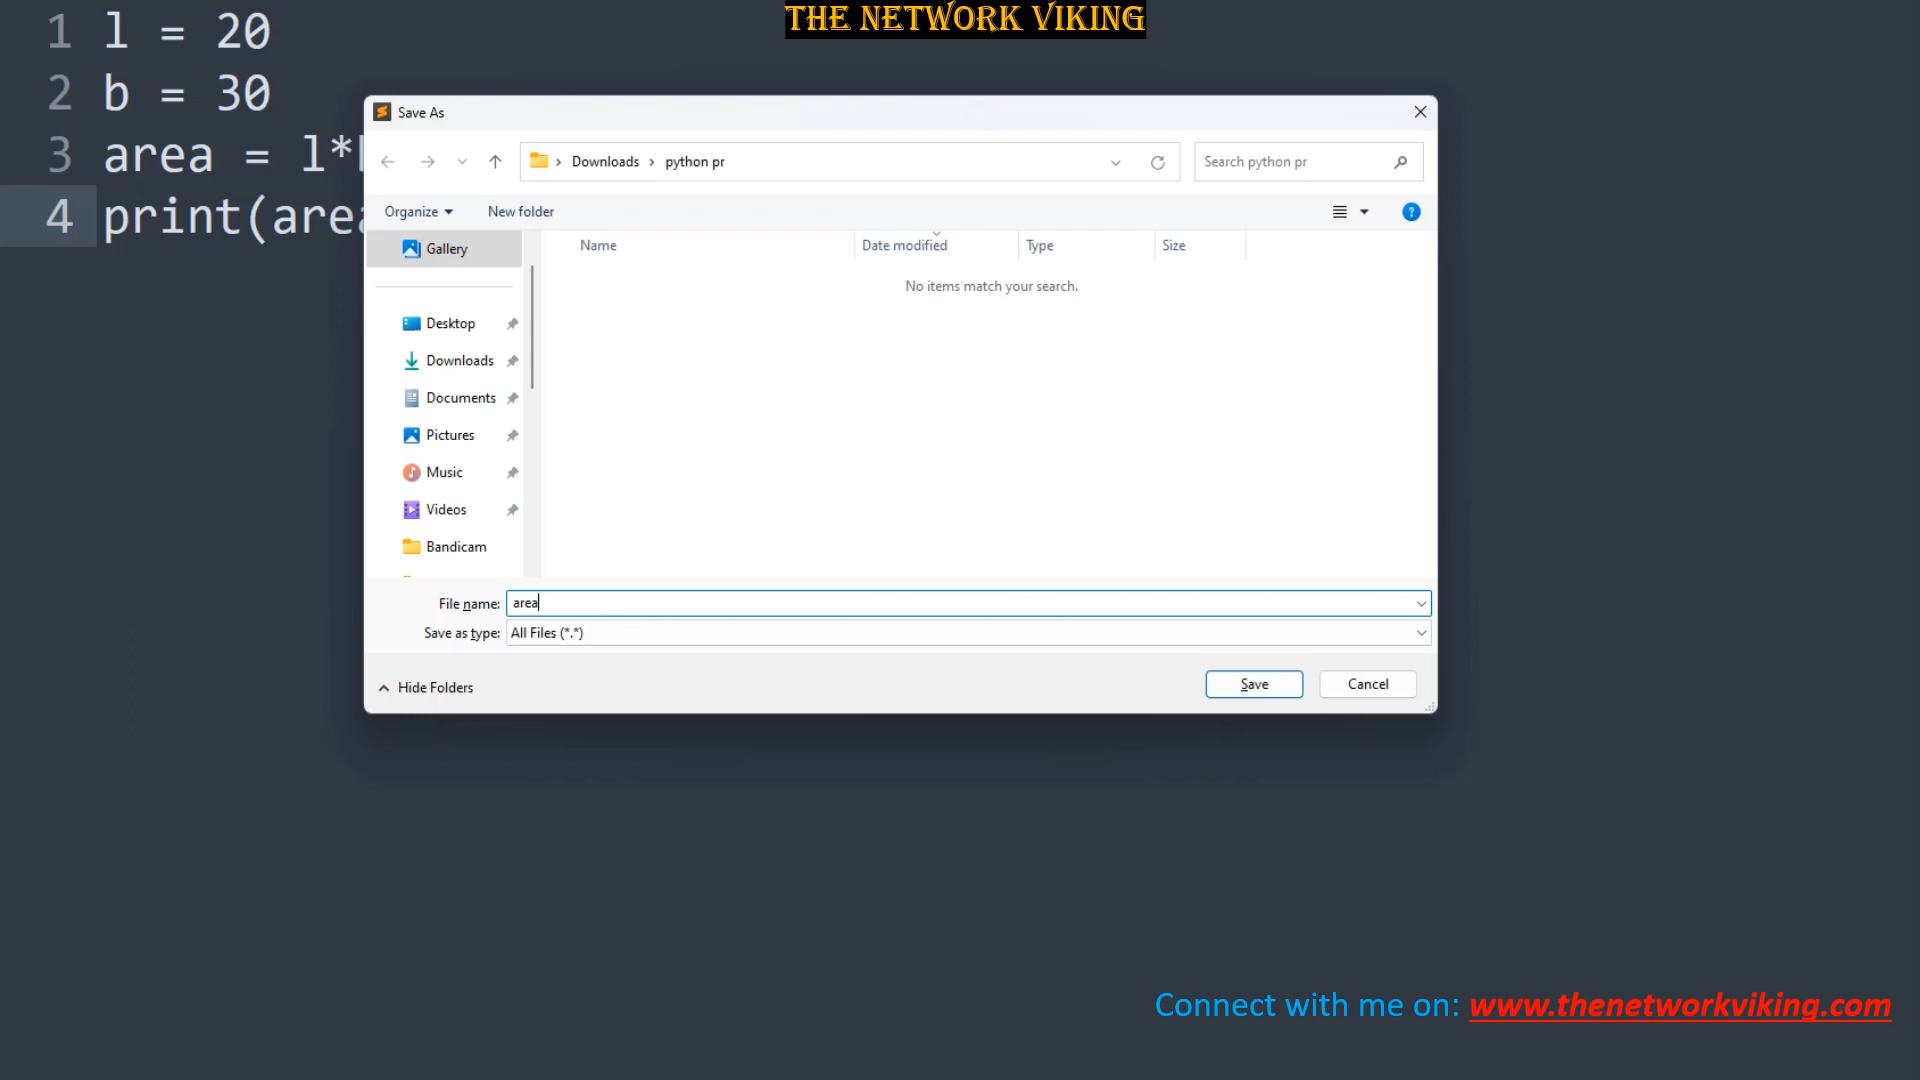 THE NETWORK VIKING
1 l = 20
2 b = 30
3 area = l*
4 print(area
Save As
Downloads > python pr
Search python pr
Organize
New folder
Gallery
Name
Date modified
Type
Size
No items match your search.
Desktop
Downloads
Documents
Pictures
Music
Videos
Bandicam
File name: area
Save as type: All Files (*.*)
Hide Folders
Save
Cancel
Connect with me on: www.thenetworkviking.com